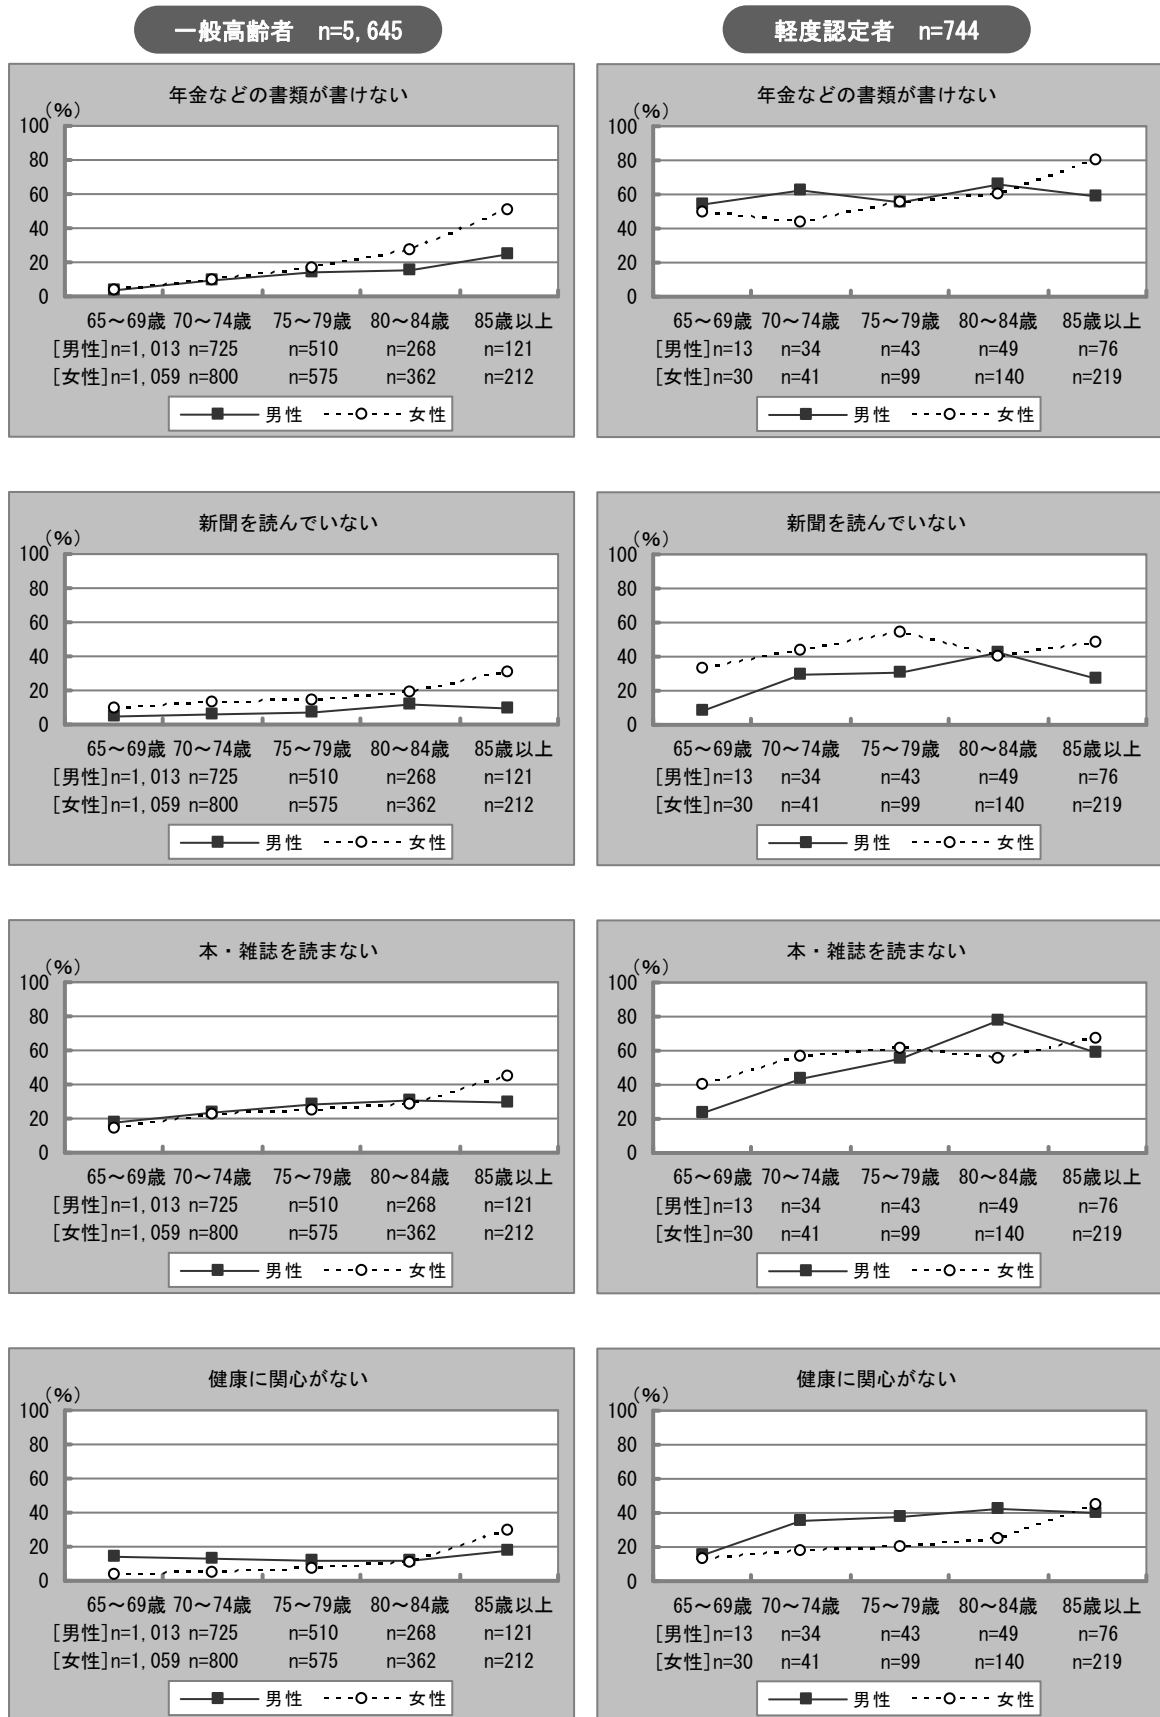 一般高齢者 n=5,645
軽度認定者 n=744
年金などの書類が書けない
(%)
100
80
60
40
20
0
65～69歳 70～74歳 75～79歳 80～84歳 85歳以上
[男性]n=1,013 n=725 n=510 n=268 n=121
[女性]n=1,059 n=800 n=575 n=362 n=212
男性 女性
年金などの書類が書けない
(%)
100
80
60
40
20
0
65～69歳 70～74歳 75～79歳 80～84歳 85歳以上
[男性]n=13 n=34 n=43 n=49 n=76
[女性]n=30 n=41 n=99 n=140 n=219
男性 女性
新聞を読んでいない
(%)
100
80
60
40
20
0
65～69歳 70～74歳 75～79歳 80～84歳 85歳以上
[男性]n=1,013 n=725 n=510 n=268 n=121
[女性]n=1,059 n=800 n=575 n=362 n=212
男性 女性
新聞を読んでいない
(%)
100
80
60
40
20
0
65～69歳 70～74歳 75～79歳 80～84歳 85歳以上
[男性]n=13 n=34 n=43 n=49 n=76
[女性]n=30 n=41 n=99 n=140 n=219
男性 女性
本・雑誌を読まない
(%)
100
80
60
40
20
0
65～69歳 70～74歳 75～79歳 80～84歳 85歳以上
[男性]n=1,013 n=725 n=510 n=268 n=121
[女性]n=1,059 n=800 n=575 n=362 n=212
男性 女性
本・雑誌を読まない
(%)
100
80
60
40
20
0
65～69歳 70～74歳 75～79歳 80～84歳 85歳以上
[男性]n=13 n=34 n=43 n=49 n=76
[女性]n=30 n=41 n=99 n=140 n=219
男性 女性
健康に関心がない
(%)
100
80
60
40
20
0
65～69歳 70～74歳 75～79歳 80～84歳 85歳以上
[男性]n=1,013 n=725 n=510 n=268 n=121
[女性]n=1,059 n=800 n=575 n=362 n=212
男性 女性
健康に関心がない
(%)
100
80
60
40
20
0
65～69歳 70～74歳 75～79歳 80～84歳 85歳以上
[男性]n=13 n=34 n=43 n=49 n=76
[女性]n=30 n=41 n=99 n=140 n=219
男性 女性